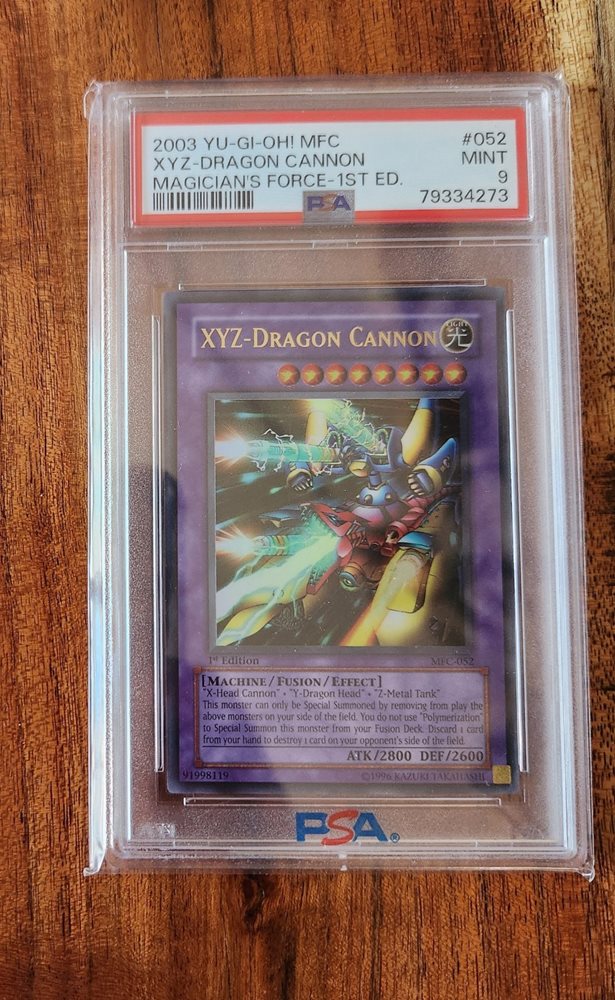 2003 YU-GI-OH! MFC #052
XYZ-DRAGON CANNON MINT
MAGICIAN'S FORCE-1ST ED. 9
PSA 79334273
XYZ-DRAGON CANNON
LIGHT
光
1st Edition MFC-052
[MACHINE / FUSION / EFFECT]
"X-Head Cannon" + "Y-Dragon Head" + "Z-Metal Tank"
This monster can only be Special Summoned by removing from play the
above monsters on your side of the field. You do not use "Polymerization"
to Special Summon this monster from your Fusion Deck. Discard 1 card
from your hand to destroy 1 card on your opponent's side of the field.
ATK/2800 DEF/2600
91998119 ©1996 KAZUKI TAKAHASHI
PSA®